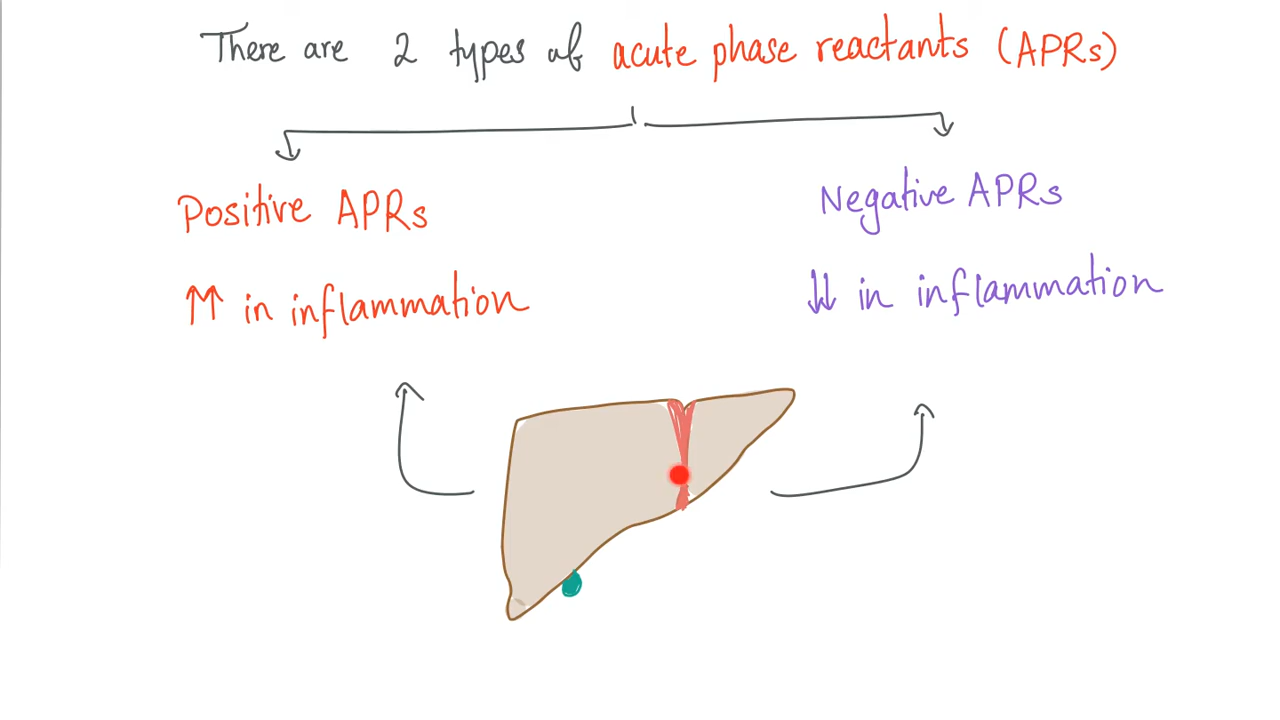 There are 2 types of acute phase reactants (APRs)
Positive APRs
Negative APRs
↑↑ in inflammation
↓↓ in inflammation